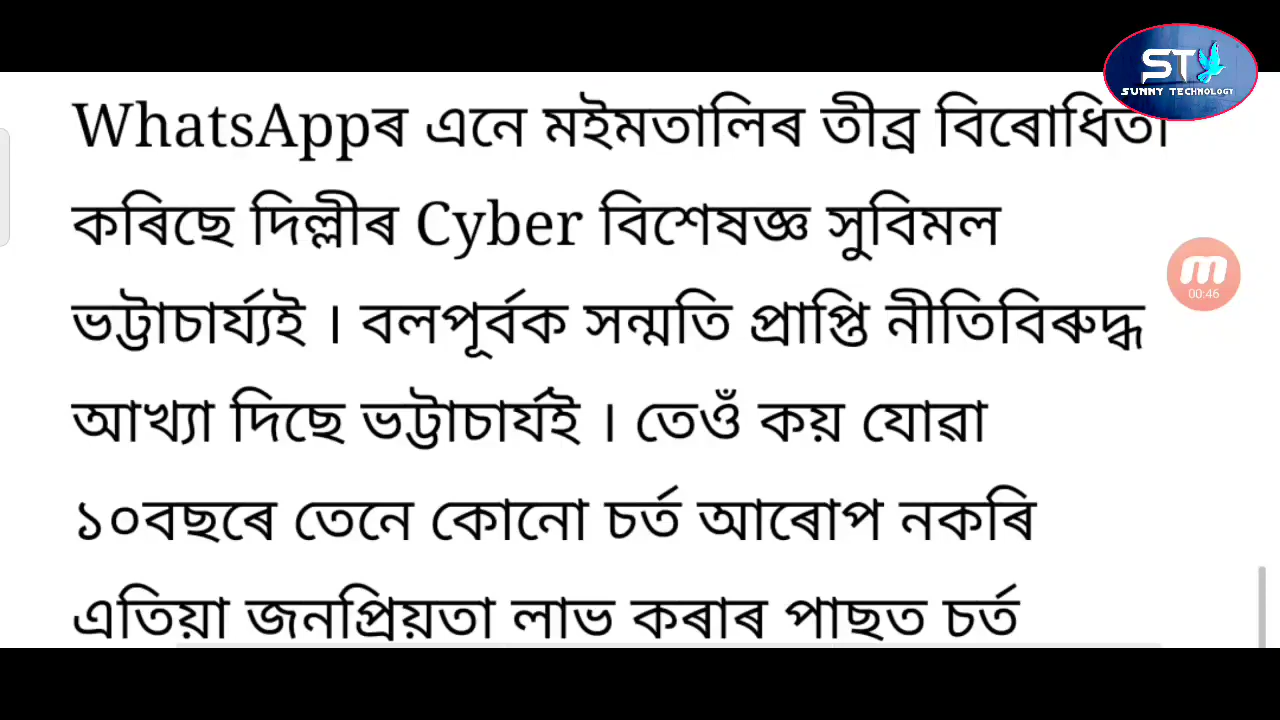 ST
SUNNY TECHNOLOGY
WhatsAppৰ এনে মইমতালিৰ তীব্ৰ বিৰোধিতা
কৰিছে দিল্লীৰ Cyber বিশেষজ্ঞ সুবিমল
ভট্টাচাৰ্য্যই । বলপূৰ্বক সন্মতি প্ৰাপ্তি নীতিবিৰুদ্ধ
আখ্যা দিছে ভট্টাচাৰ্যই । তেওঁ কয় যোৱা
১০বছৰে তেনে কোনো চৰ্ত আৰোপ নকৰি
এতিয়া জনপ্ৰিয়তা লাভ কৰাৰ পাছত চৰ্ত
00:46